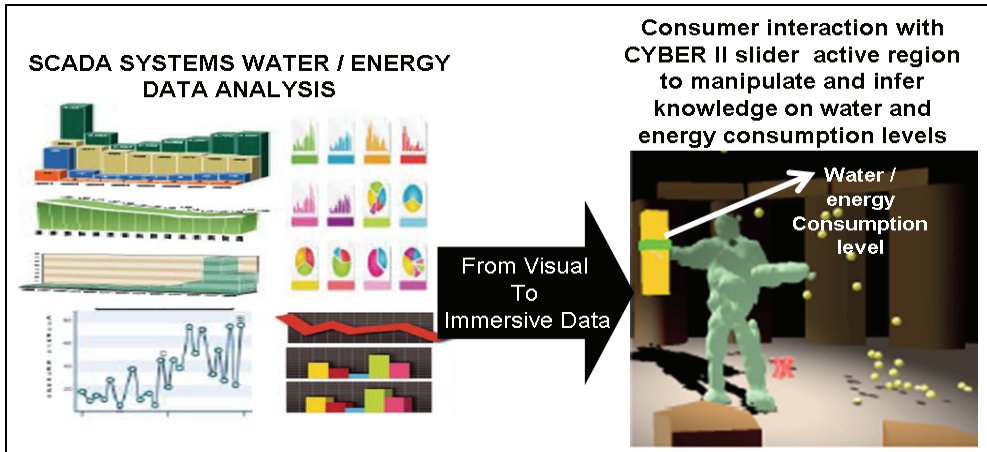 SCADA SYSTEMS WATER / ENERGY
DATA ANALYSIS
Consumer interaction with
CYBER II slider active region
to manipulate and infer
knowledge on water and
energy consumption levels
From Visual
To
Immersive Data
Water /
energy
Consumption
level